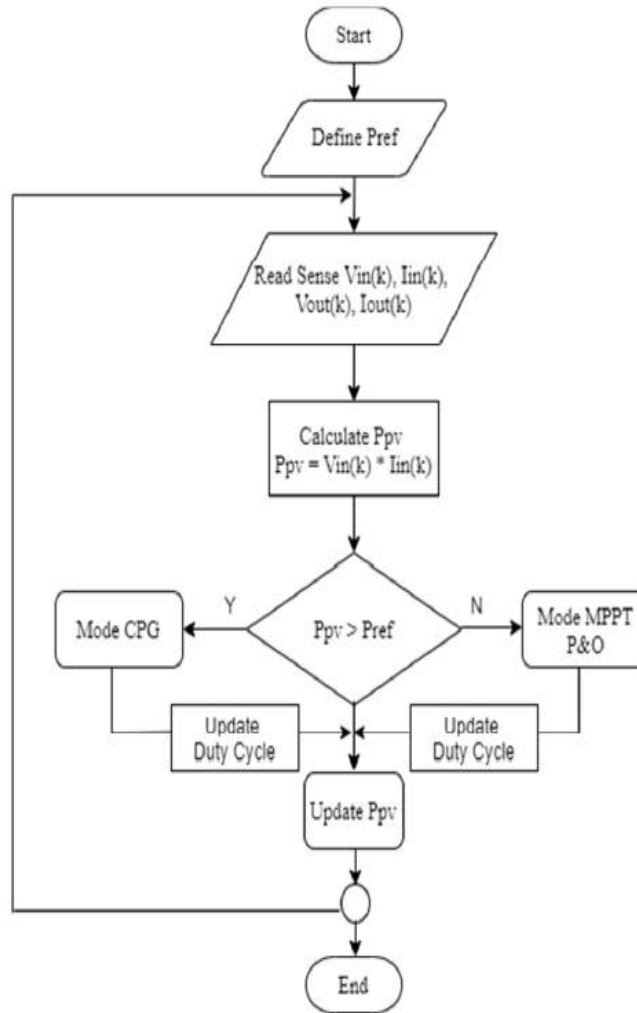 Start
Define Pref
Read Sense Vin(k), Iin(k),
Vout(k), Iout(k)
Calculate Ppv
Ppv = Vin(k) * Iin(k)
Y
N
Mode CPG
Ppv > Pref
Mode MPPT
P&O
Update
Duty Cycle
Update
Duty Cycle
Update Ppv
End